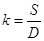 k = S/D